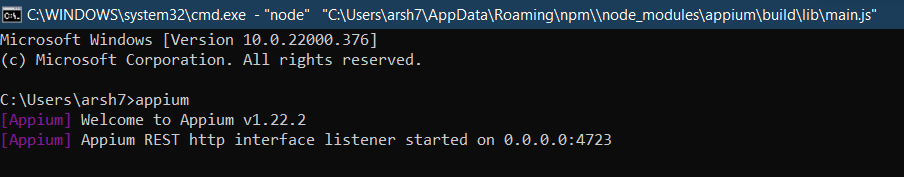 C:\WINDOWS\system32\cmd.exe - "node" "C:\Users\arsh7\AppData\Roaming\npm\\node_modules\appium\build\lib\main.js"
Microsoft Windows [Version 10.0.22000.376]
(c) Microsoft Corporation. All rights reserved.
C:\Users\arsh7>appium
[Appium] Welcome to Appium v1.22.2
[Appium] Appium REST http interface listener started on 0.0.0.0:4723